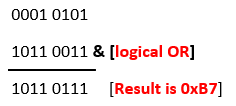 0001 0101
1011 0011 & [logical OR]
1011 0111 [Result is 0xB7]